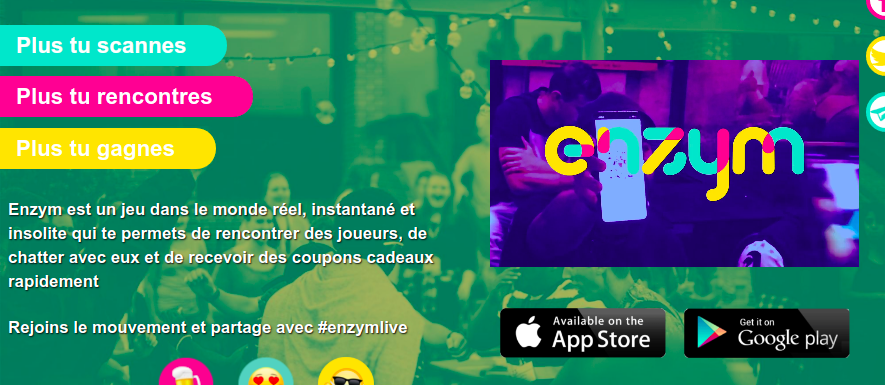 Plus tu scannes
Plus tu rencontres
Plus tu gagnes
Enzym est un jeu dans le monde réel, instantané et
insolite qui te permets de rencontrer des joueurs, de
chatter avec eux et de recevoir des coupons cadeaux
rapidement
Rejoins le mouvement et partage avec #enzymlive
enzym
Available on the
App Store
Get it on
Google play